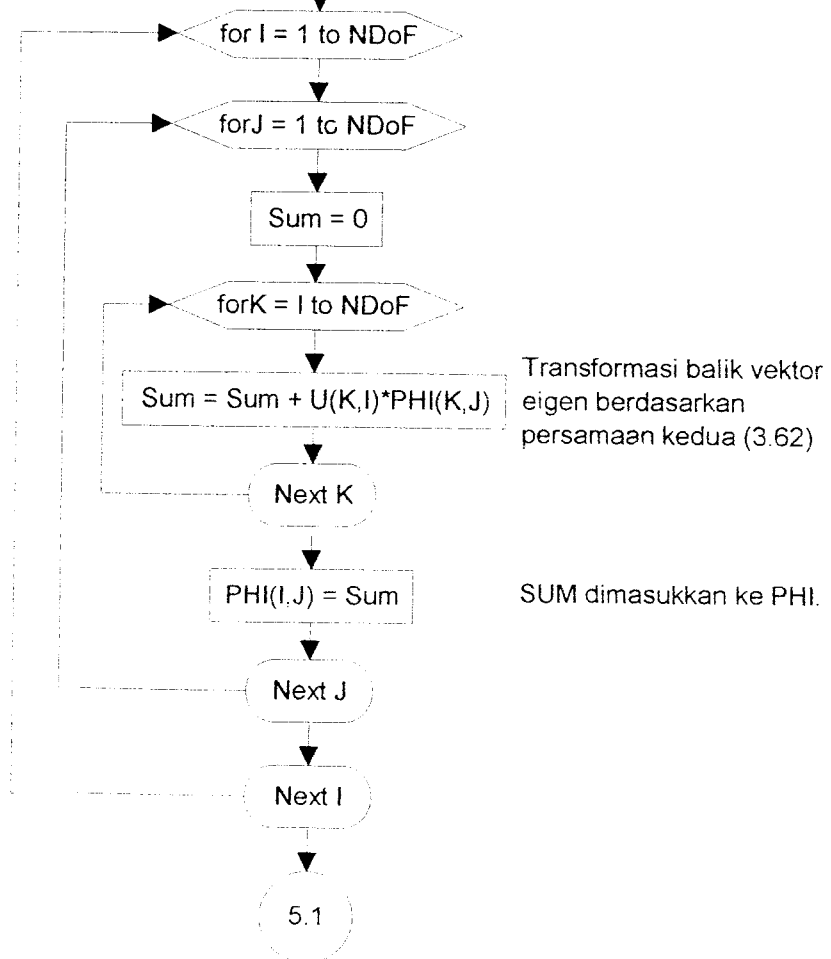 for I = 1 to NDoF
forJ = 1 tc NDoF
Sum = 0
forK = I to NDoF
Sum = Sum + U(K,I)*PHI(K,J)
Transformasi balik vektor
eigen berdasarkan
persamaan kedua (3.62)
Next K
PHI(I,J) = Sum
SUM dimasukkan ke PHI.
Next J
Next I
5.1